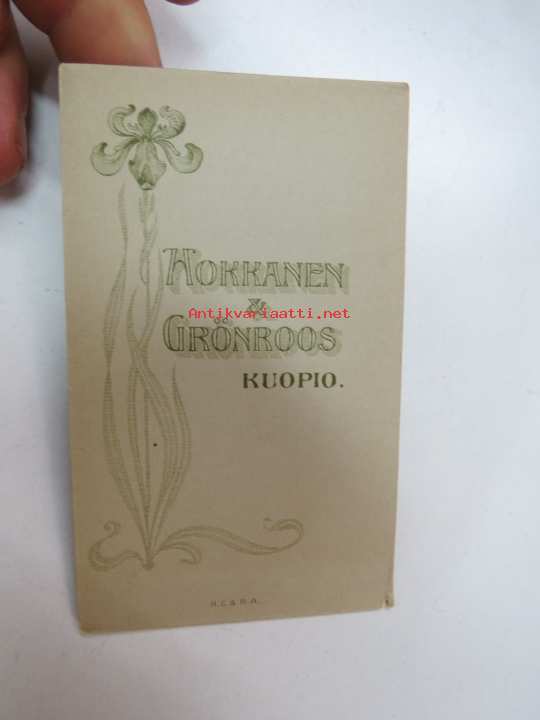 HOKKANEN
&
Antikvariaatti.net
GRÖNROOS
KUOPIO.